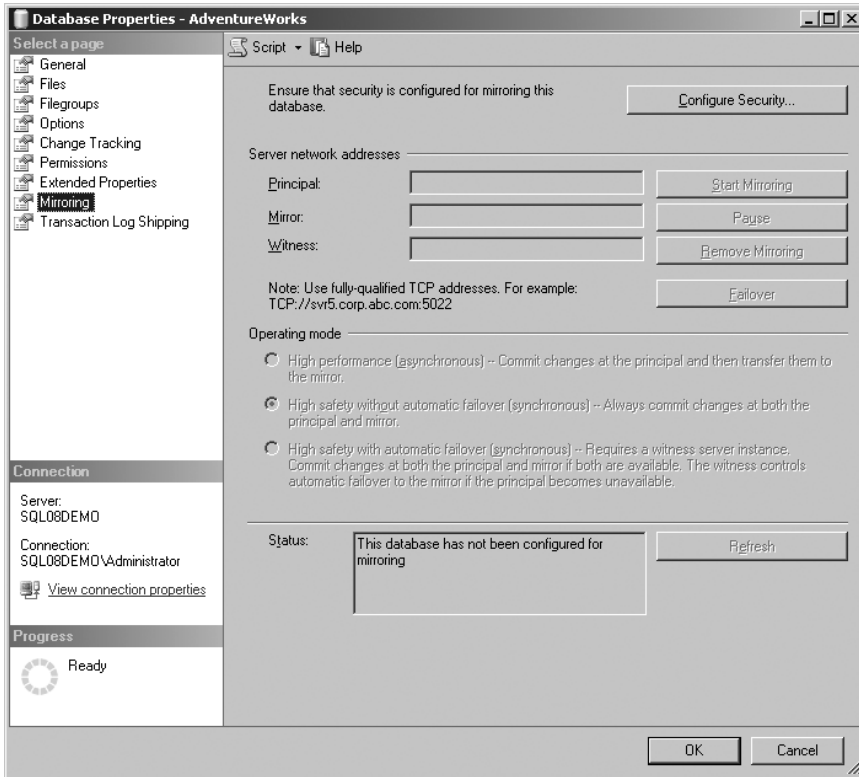 Database Properties - AdventureWorks
Select a page
General
Files
Filegroups
Options
Change Tracking
Permissions
Extended Properties
Mirroring
Transaction Log Shipping
Connection
Server:
SQL08DEMO
Connection:
SQL08DEMO\Administrator
View connection properties
Progress
Ready
Script
Help
Ensure that security is configured for mirroring this
database.
Configure Security...
Server network addresses
Principal:
Start Mirroring
Mirror:
Pause
Witness:
Remove Mirroring
Note: Use fully-qualified TCP addresses. For example:
TCP://svr5.corp.abc.com:5022
Failover
Operating mode
High performance (asynchronous) -- Commit changes at the principal and then transfer them to
the mirror.
High safety without automatic failover (synchronous) -- Always commit changes at both the
principal and mirror.
High safety with automatic failover (synchronous) -- Requires a witness server instance.
Commit changes at both the principal and mirror if both are available. The witness controls
automatic failover to the mirror if the principal becomes unavailable.
Status:
This database has not been configured for
mirroring
Refresh
OK
Cancel